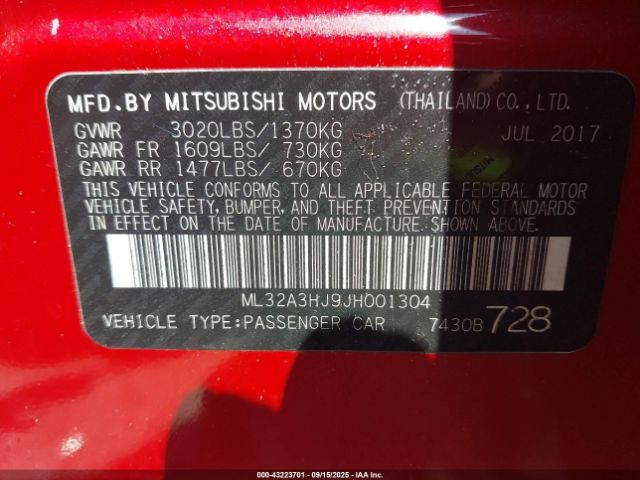 MFD. BY MITSUBISHI MOTORS (THAILAND) CO., LTD.
GVWR 3020LBS/1370KG JUL 2017
GAWR FR 1609LBS/ 730KG
GAWR RR 1477LBS/ 670KG
THIS VEHICLE CONFORMS TO ALL APPLICABLE FEDERAL MOTOR
VEHICLE SAFETY, BUMPER, AND THEFT PREVENTION STANDARDS
IN EFFECT ON THE DATE OF MANUFACTURE SHOWN ABOVE.
ML32A3HJ9JH001304
VEHICLE TYPE:PASSENGER CAR 7430B 728
000-43223701 - 09/15/2025 - IAAI.COM